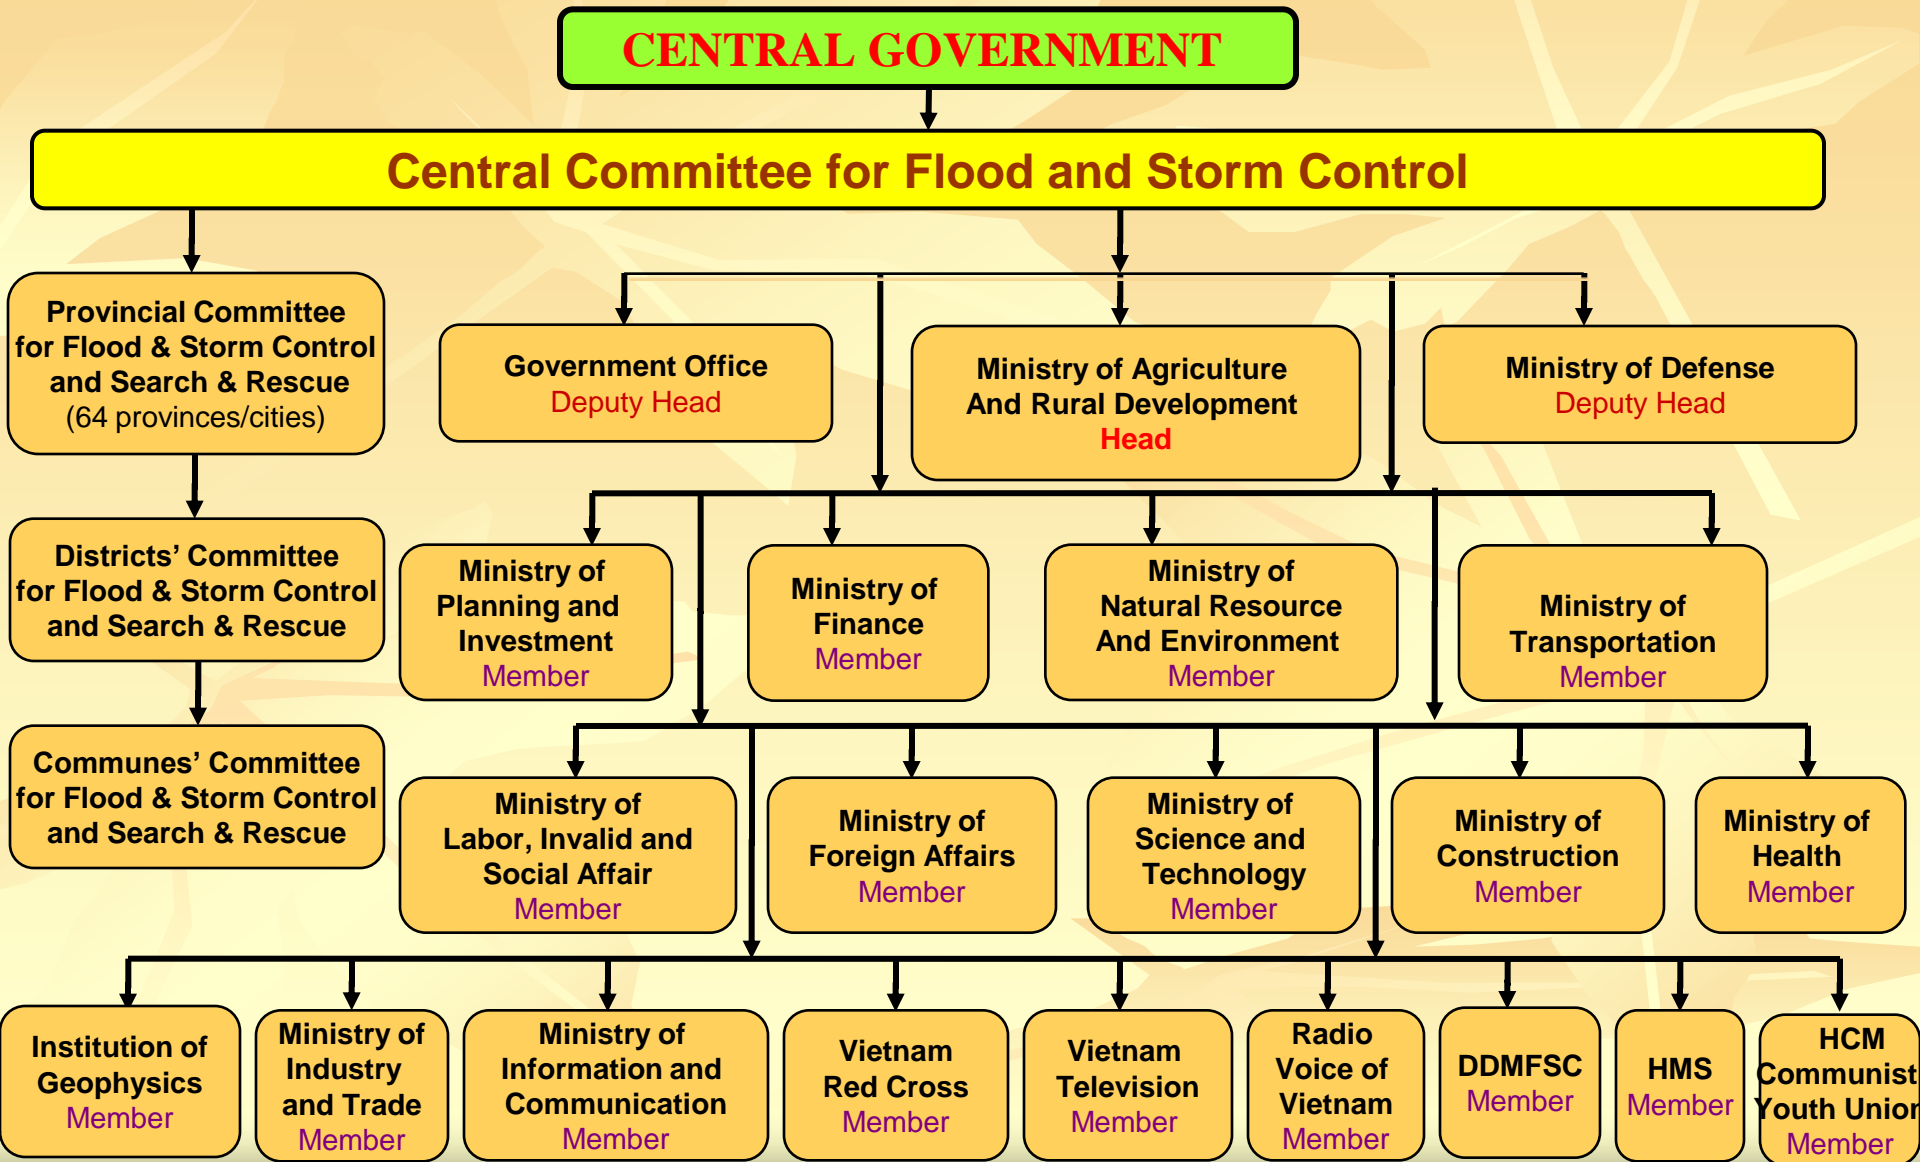 CENTRAL GOVERNMENT
Central Committee for Flood and Storm Control
Provincial Committee
for Flood & Storm Control
and Search & Rescue
(64 provinces/cities)
Government Office
Deputy Head
Ministry of Agriculture
And Rural Development
Head
Ministry of Defense
Deputy Head
Districts’ Committee
for Flood & Storm Control
and Search & Rescue
Ministry of
Planning and
Investment
Member
Ministry of
Finance
Member
Ministry of
Natural Resource
And Environment
Member
Ministry of
Transportation
Member
Communes’ Committee
for Flood & Storm Control
and Search & Rescue
Ministry of
Labor, Invalid and
Social Affair
Member
Ministry of
Foreign Affairs
Member
Ministry of
Science and
Technology
Member
Ministry of
Construction
Member
Ministry of
Health
Member
Institution of
Geophysics
Member
Ministry of
Industry
and Trade
Member
Ministry of
Information and
Communication
Member
Vietnam
Red Cross
Member
Vietnam
Television
Member
Radio
Voice of
Vietnam
Member
DDMFSC
Member
HMS
Member
HCM
Communist
Youth Union
Member